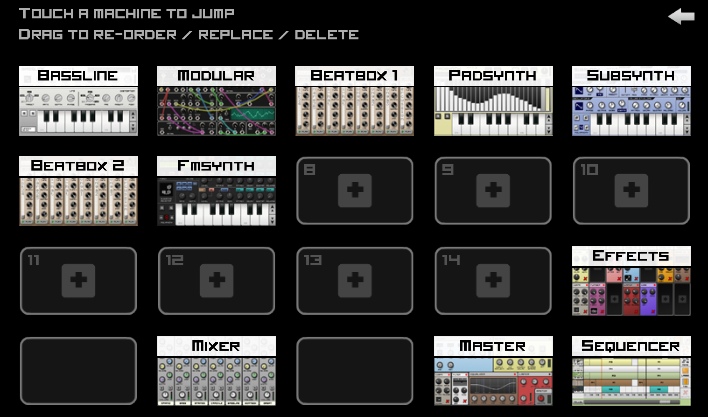 Touch a machine to jump
Drag to re-order / replace / delete
Bassline Modular Beatbox 1 Padsynth Subsynth
Beatbox 2 Fmsynth 8 9 10
11 12 13 14 Effects
Mixer Master Sequencer